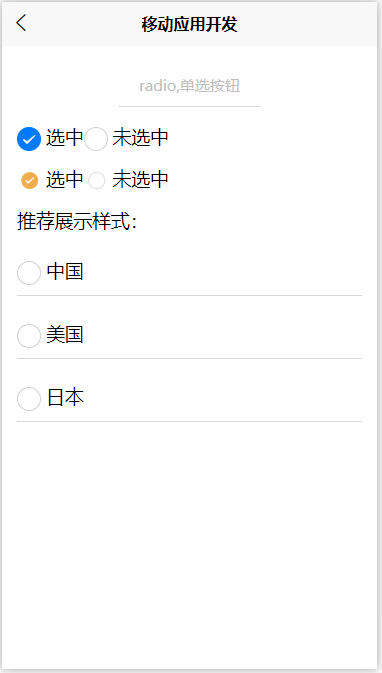 移动应用开发
radio,单选按钮
选中 未选中
选中 未选中
推荐展示样式：
中国
美国
日本